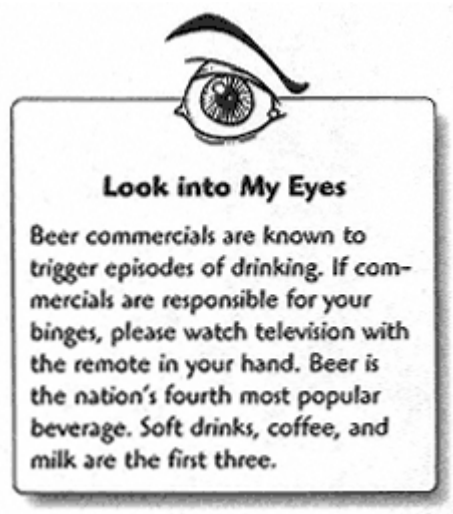 Look into My Eyes
Beer commercials are known to
trigger episodes of drinking. If com-
mercials are responsible for your
binges, please watch television with
the remote in your hand. Beer is
the nation's fourth most popular
beverage. Soft drinks, coffee, and
milk are the first three.